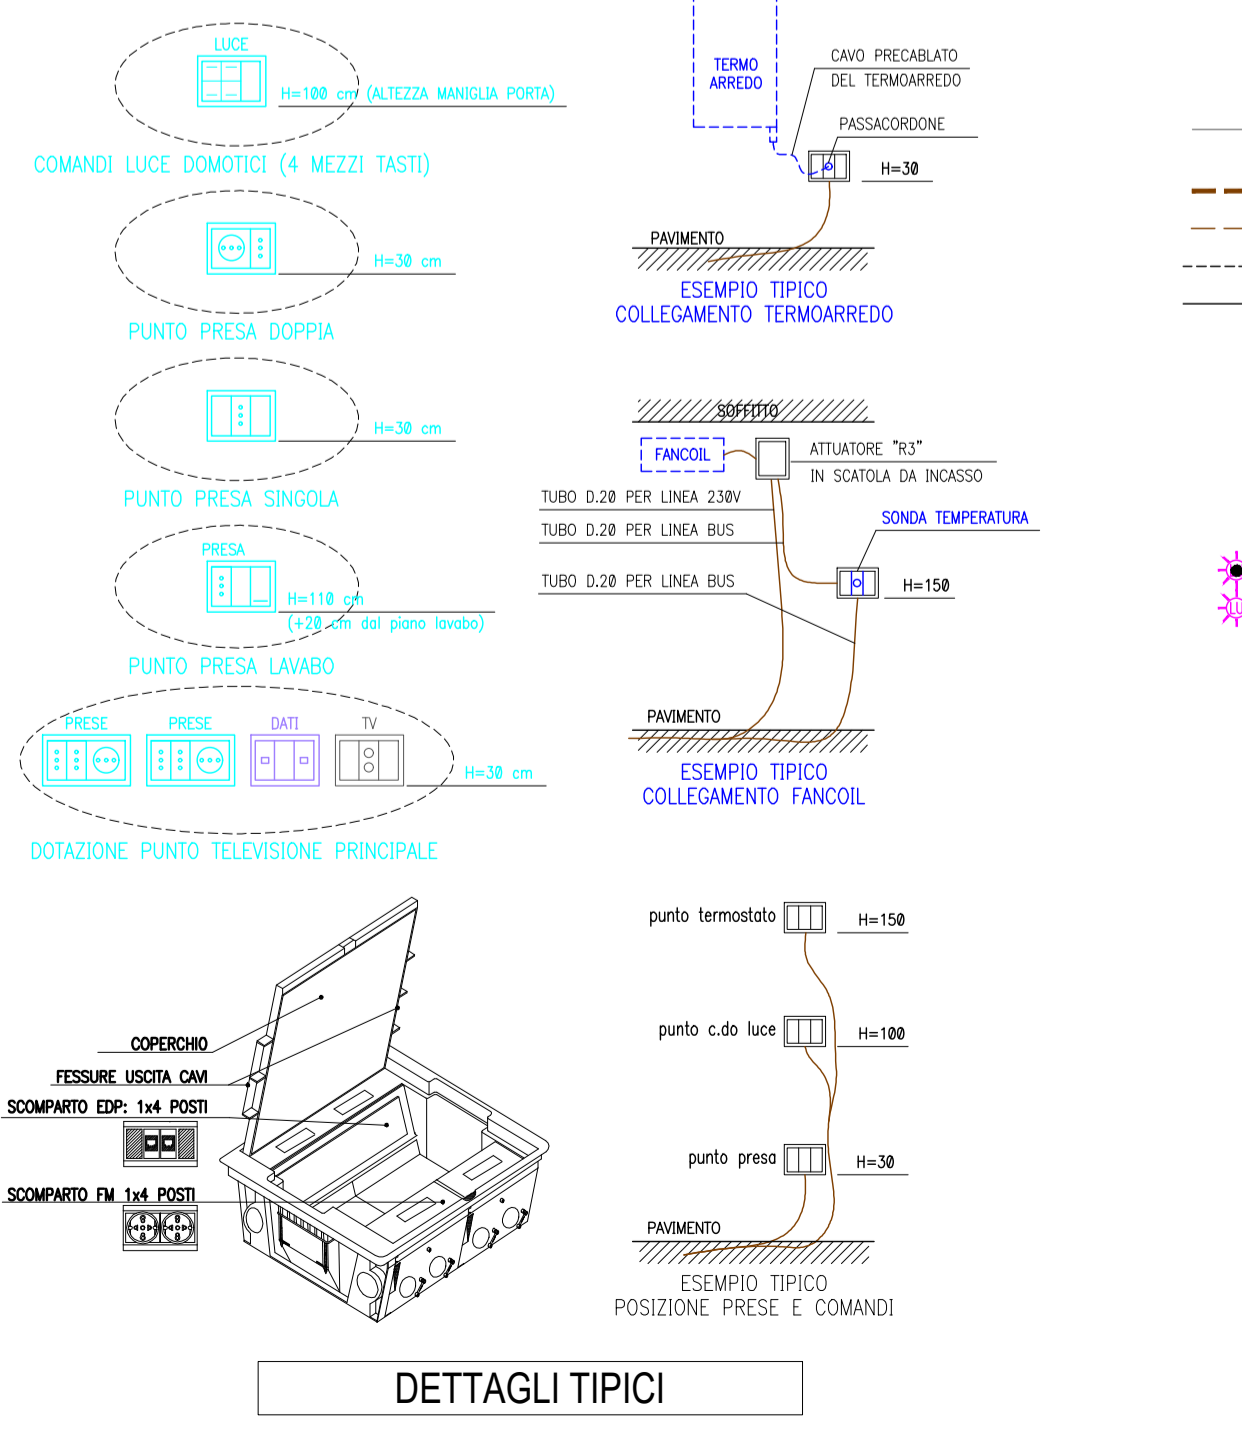 LUCE
H=100 cm (ALTEZZA MANIGLIA PORTA)
COMANDI LUCE DOMOTICI (4 MEZZI TASTI)
H=30 cm
PUNTO PRESA DOPPIA
H=30 cm
PUNTO PRESA SINGOLA
PRESA
H=110 cm
(+20 cm dal piano lavabo)
PUNTO PRESA LAVABO
PRESE
PRESE
DATI
TV
H=30 cm
DOTAZIONE PUNTO TELEVISIONE PRINCIPALE
COPERCHIO
FESSURE USCITA CAVI
SCOMPARTO EDP: 1x4 POSTI
SCOMPARTO FM 1x4 POSTI
TERMO
ARREDO
CAVO PRECABLATO
DEL TERMOARREDO
PASSACORDONE
H=30
PAVIMENTO
ESEMPIO TIPICO
COLLEGAMENTO TERMOARREDO
SOFFITTO
FANCOIL
ATTUATORE "R3"
IN SCATOLA DA INCASSO
TUBO D.20 PER LINEA 230V
SONDA TEMPERATURA
TUBO D.20 PER LINEA BUS
TUBO D.20 PER LINEA BUS
H=150
PAVIMENTO
ESEMPIO TIPICO
COLLEGAMENTO FANCOIL
punto termostato
H=150
punto c.do luce
H=100
punto presa
H=30
PAVIMENTO
ESEMPIO TIPICO
POSIZIONE PRESE E COMANDI
DETTAGLI TIPICI